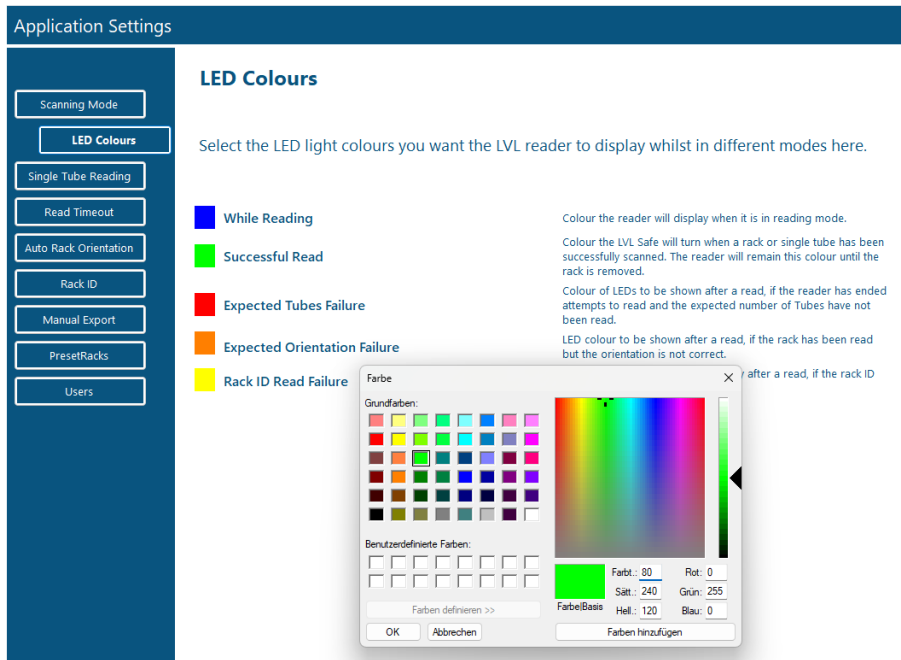 Application Settings
LED Colours
Scanning Mode
LED Colours
Select the LED light colours you want the LVL reader to display whilst in different modes here.
Single Tube Reading
Read Timeout
While Reading
Colour the reader will display when it is in reading mode.
Auto Rack Orientation
Successful Read
Colour the LVL Safe will turn when a rack or single tube has been
successfully scanned. The reader will remain this colour until the
rack is removed.
Rack ID
Expected Tubes Failure
Colour of LEDs to be shown after a read, if the reader has ended
attempts to read and the expected number of Tubes have not
been read.
Manual Export
Expected Orientation Failure
LED colour to be shown after a read, if the rack has been read
but the orientation is not correct.
PresetRacks
Rack ID Read Failure
after a read, if the rack ID
Users
Farbe
Grundfarben:
Benutzerdefinierte Farben:
Farben definieren >>
OK
Abbrechen
Farbe|Basis
Farbt.: 80
Rot: 0
Sätt.: 240
Grün: 255
Hell.: 120
Blau: 0
Farben hinzufügen